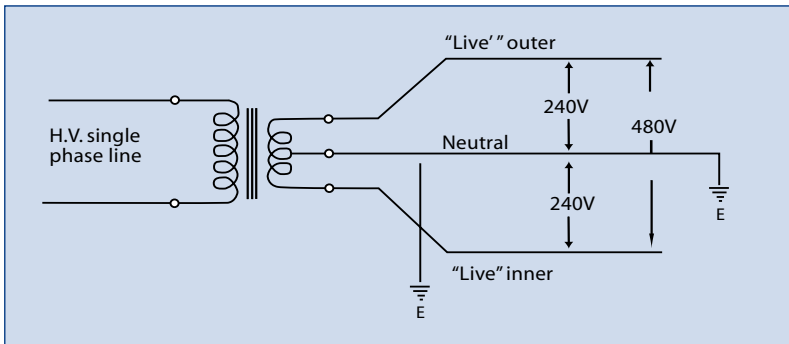 “Live’ ” outer
240V
480V
H.V. single
phase line
Neutral
240V
E
“Live” inner
E